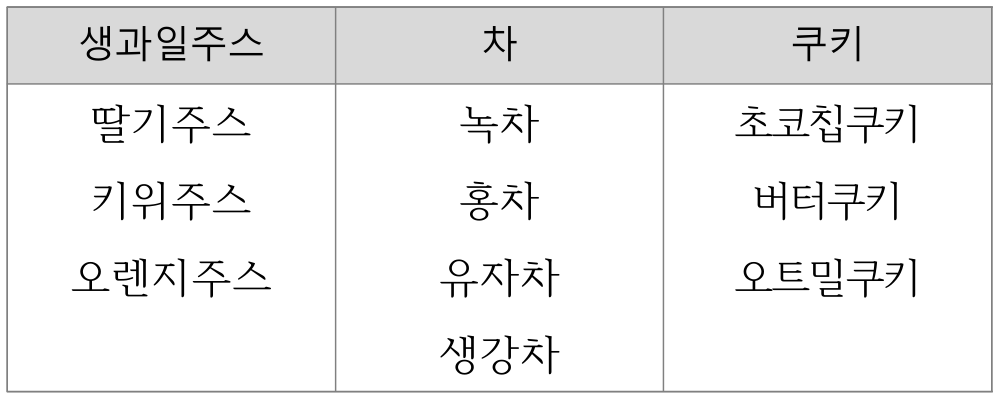 생과일주스 차 쿠키
딸기주스 녹차 초코칩쿠키
키위주스 홍차 버터쿠키
오렌지주스 유자차 오트밀쿠키
생강차